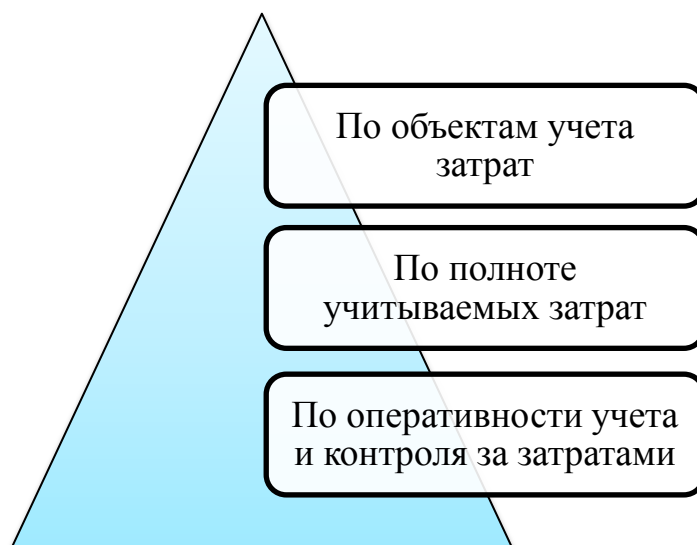 По объектам учета
затрат
По полноте
учитываемых затрат
По оперативности учета
и контроля за затратами